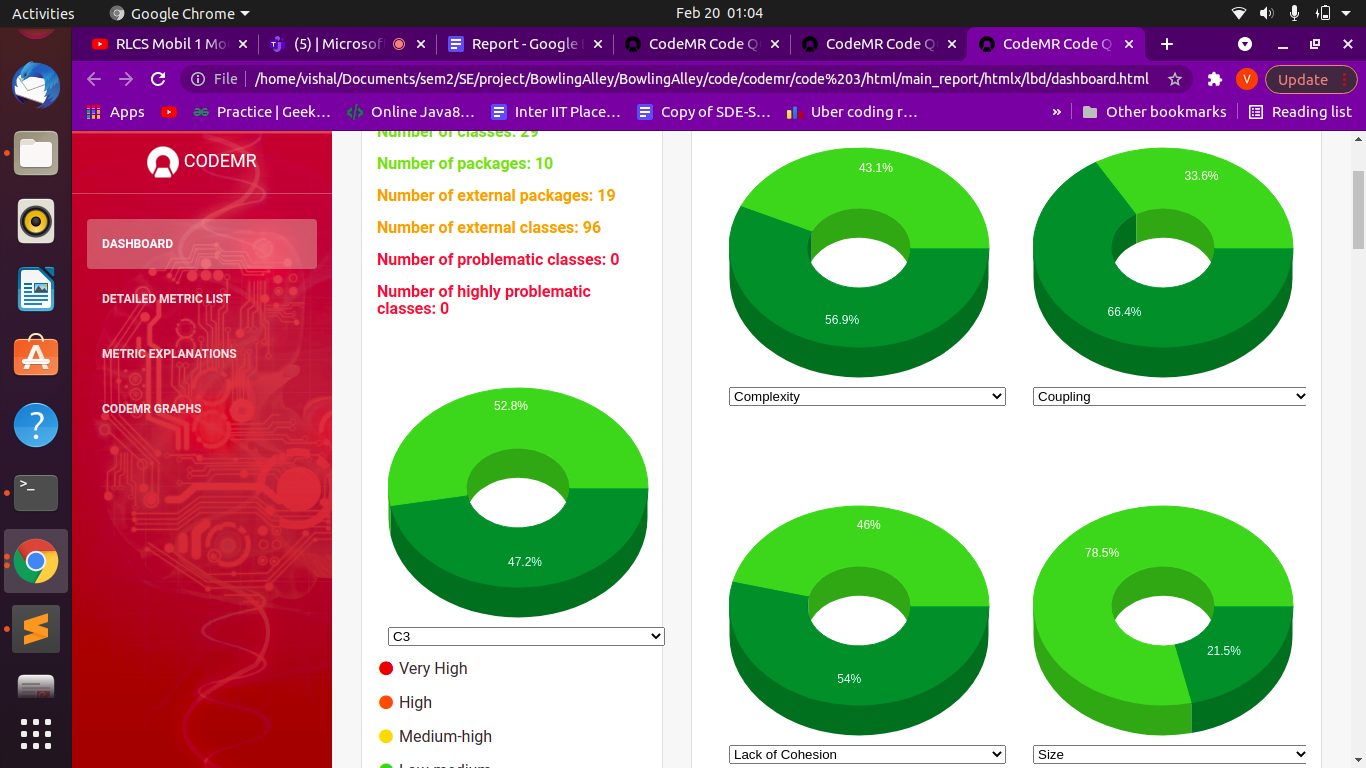 Activities
Google Chrome
Feb 20 01:04
RLCS Mobil 1 Mo
(5) | Microsof
Report - Google
CodeMR Code Q
CodeMR Code Q
CodeMR Code Q
File
/home/vishal/Documents/sem2/SE/project/BowlingAlley/BowlingAlley/code/codemr/code%203/html/main_report/htmlx/lbd/dashboard.html
V
Update
Apps
Practice | Geek...
Online Java8...
Inter IIT Place...
Copy of SDE-S...
Uber coding r...
»
Other bookmarks
Reading list
CODEMR
DASHBOARD
DETAILED METRIC LIST
METRIC EXPLANATIONS
CODEMR GRAPHS
Number of classes: 29
Number of packages: 10
Number of external packages: 19
Number of external classes: 96
Number of problematic classes: 0
Number of highly problematic
classes: 0
52.8%
47.2%
C3
Very High
High
Medium-high
Low-medium
43.1%
56.9%
Complexity
33.6%
66.4%
Coupling
46%
54%
Lack of Cohesion
78.5%
21.5%
Size